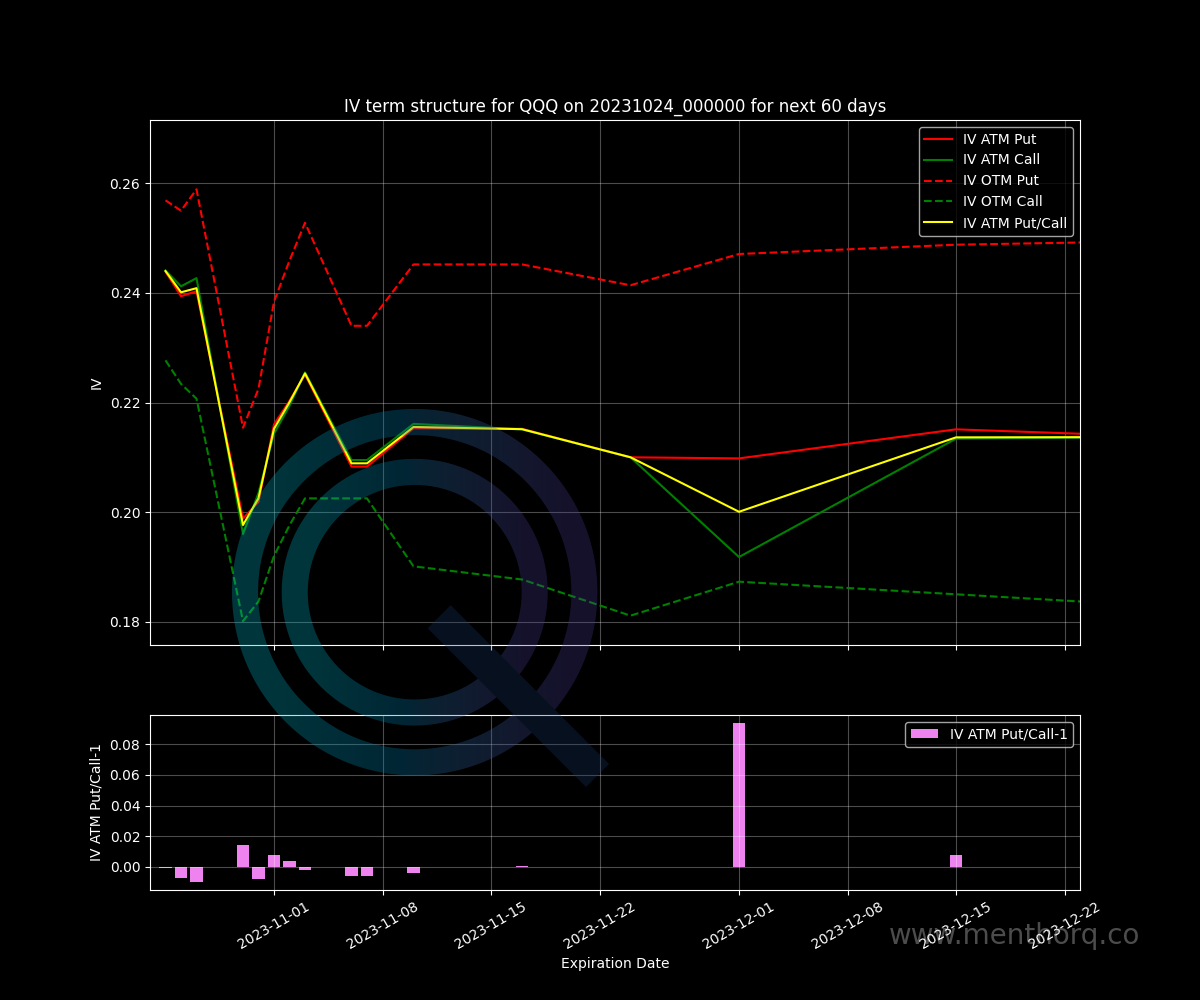 IV term structure for QQQ on 20231024_000000 for next 60 days
IV ATM Put
IV ATM Call
IV OTM Put
IV OTM Call
IV ATM Put/Call
0.26
0.24
0.22
0.20
0.18
IV
IV ATM Put/Call-1
0.08
0.06
0.04
0.02
0.00
IV ATM Put/Call-1
2023-11-01
2023-11-08
2023-11-15
2023-11-22
2023-12-01
2023-12-08
2023-12-15
2023-12-22
www.menthorq.co
Expiration Date